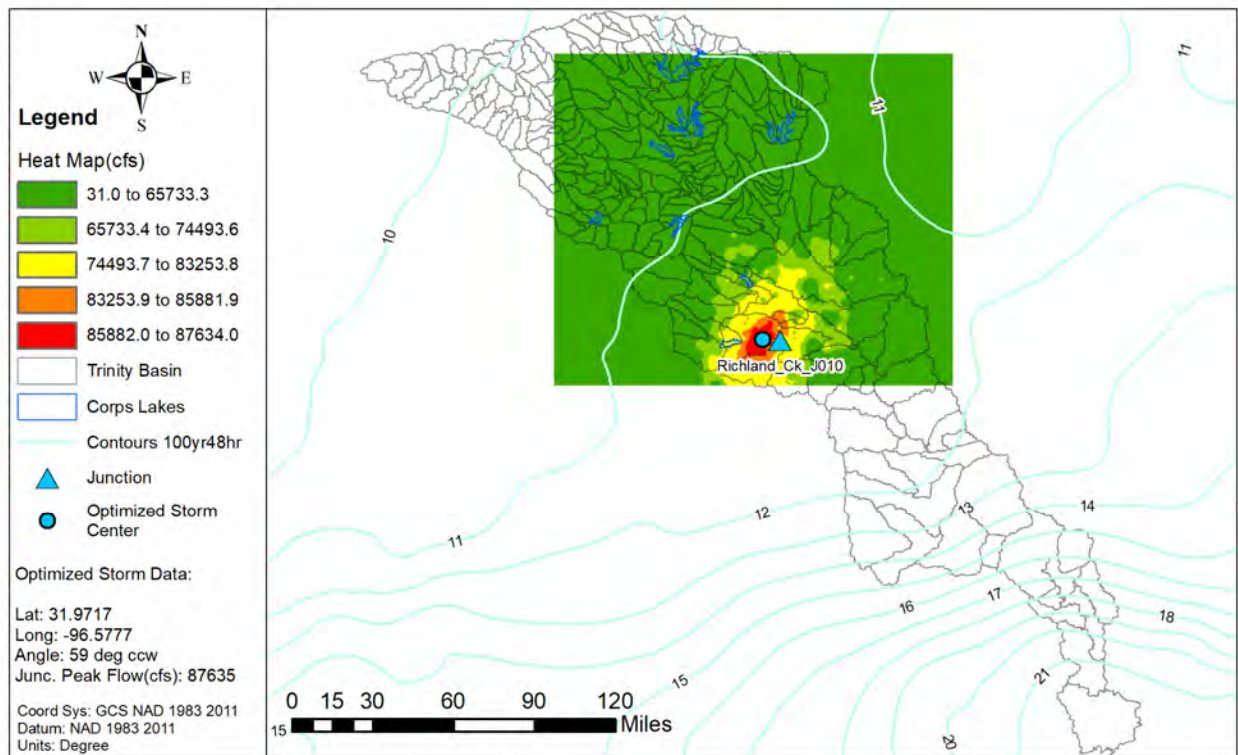 N
W E
S
Legend
Heat Map(cfs)
31.0 to 65733.3
65733.4 to 74493.6
74493.7 to 83253.8
83253.9 to 85881.9
85882.0 to 87634.0
Trinity Basin
Corps Lakes
Contours 100yr48hr
Junction
Optimized Storm
Center
Optimized Storm Data:
Lat: 31.9717
Long: -96.5777
Angle: 59 deg ccw
Junc. Peak Flow(cfs): 87635
Coord Sys: GCS NAD 1983 2011
Datum: NAD 1983 2011
Units: Degree
11
11
10
Richland_Ck_J010
11
12
13
14
16
17
18
15
21
20
15
0 15 30 60 90 120
Miles